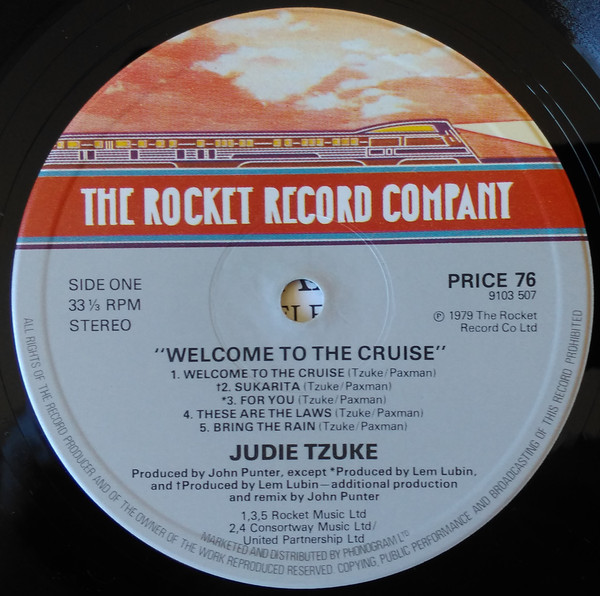 THE ROCKET RECORD COMPANY
SIDE ONE
33 ⅓ RPM
STEREO
PRICE 76
9103 507
℗ 1979 The Rocket
Record Co Ltd
"WELCOME TO THE CRUISE"
1. WELCOME TO THE CRUISE (Tzuke/Paxman)
†2. SUKARITA (Tzuke/Paxman)
*3. FOR YOU (Tzuke/Paxman)
4. THESE ARE THE LAWS (Tzuke/Paxman)
5. BRING THE RAIN (Tzuke/Paxman)
JUDIE TZUKE
Produced by John Punter, except *Produced by Lem Lubin,
and †Produced by Lem Lubin—additional production
and remix by John Punter
1,3,5 Rocket Music Ltd
2,4 Consortway Music Ltd/
United Partnership Ltd
MARKETED AND DISTRIBUTED BY PHONOGRAM LTD
ALL RIGHTS OF THE RECORD PRODUCER AND OF THE OWNER OF THE WORK REPRODUCED RESERVED. COPYING, PUBLIC PERFORMANCE AND BROADCASTING OF THIS RECORD PROHIBITED